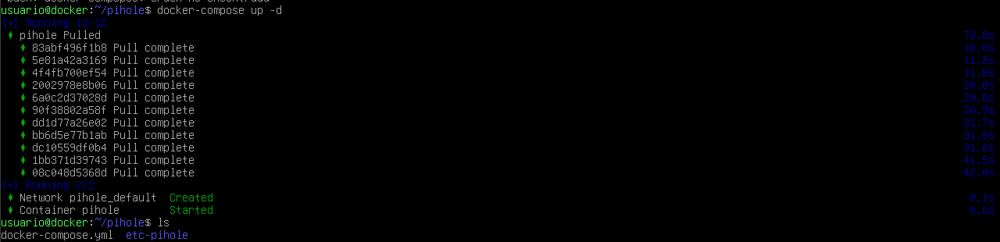 usuario@docker:~/pihole$ docker-compose up -d
[+] Running 12/12
pihole Pulled 73.8s
83abf496f1b8 Pull complete 10.8s
5e81a42a3169 Pull complete 11.8s
4f4fb700ef54 Pull complete 11.8s
2002978e8b06 Pull complete 20.8s
6a0c2d37028d Pull complete 20.8s
90f38802a58f Pull complete 20.9s
dd1d77a26e02 Pull complete 31.7s
bb6d5e77b1ab Pull complete 31.8s
dc10559df0b4 Pull complete 31.8s
1bb371d39743 Pull complete 41.5s
08c048d5368d Pull complete 42.0s
[+] Running 2/2
Network pihole_default Created 0.1s
Container pihole Started 0.6s
usuario@docker:~/pihole$ ls
docker-compose.yml etc-pihole